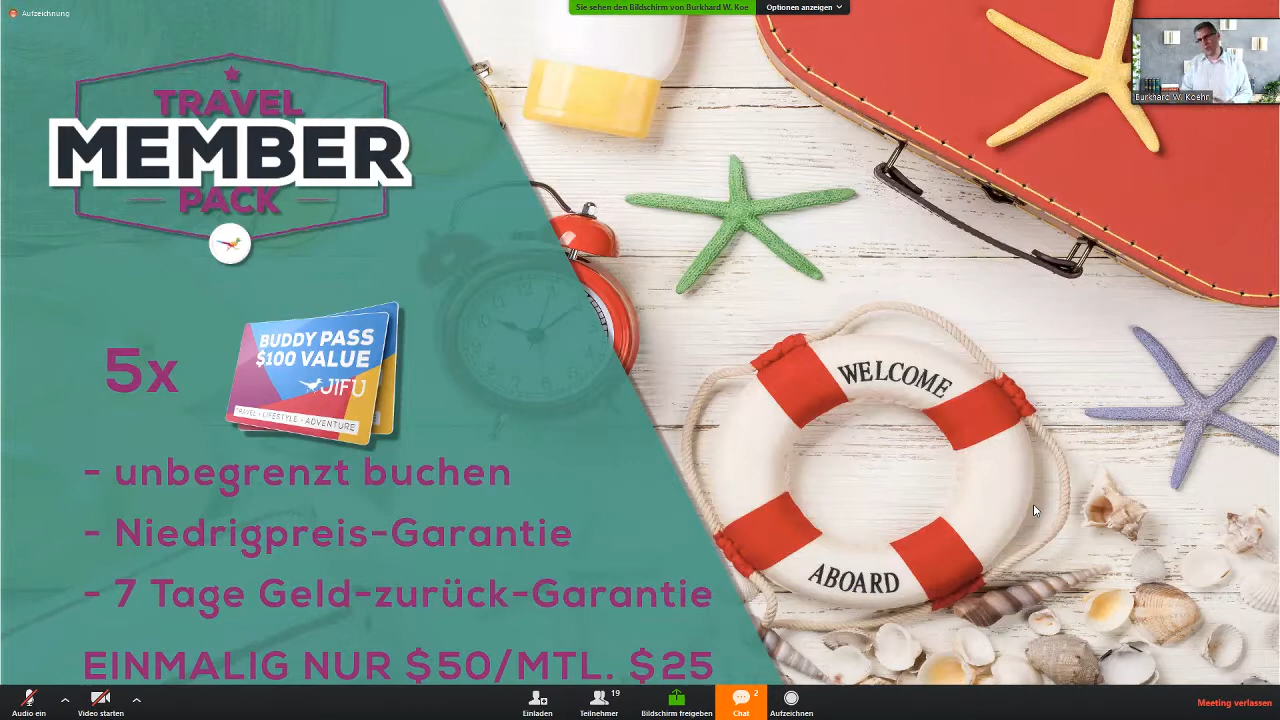 Aufzeichnung
Sie sehen den Bildschirm von Burkhard W. Koe
Optionen anzeigen
Burkhard W. Koehn
TRAVEL
MEMBER
PACK
5x
BUDDY PASS
$100 VALUE
JIFU
TRAVEL • LIFESTYLE • ADVENTURE
- unbegrenzt buchen
- Niedrigpreis-Garantie
- 7 Tage Geld-zurück-Garantie
EINMALIG NUR $50/MTL. $25
WELCOME
ABOARD
Audio ein
Video starten
Einladen
19
Teilnehmer
Bildschirm freigeben
2
Chat
Aufzeichnen
Meeting verlassen